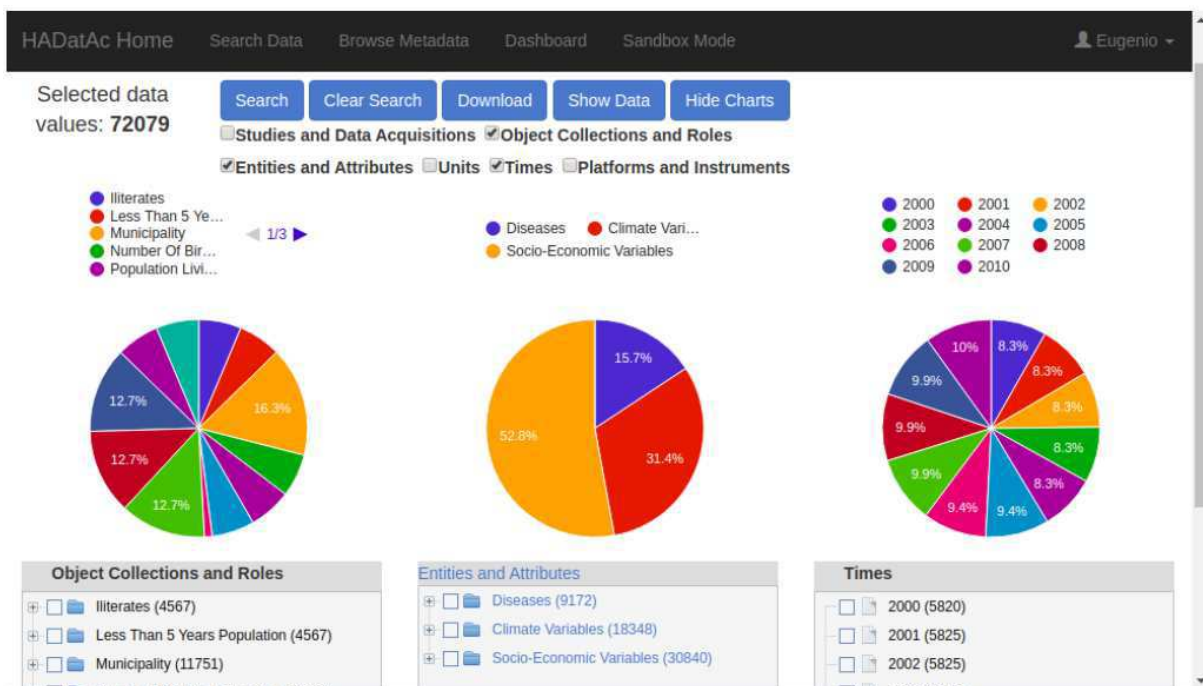 HADatAc Home Search Data Browse Metadata Dashboard Sandbox Mode Eugenio
Selected data
values: 72079
Search Clear Search Download Show Data Hide Charts
Studies and Data Acquisitions Object Collections and Roles
Entities and Attributes Units Times Platforms and Instruments
Iliterates
Less Than 5 Ye...
Municipality
Number Of Bir...
Population Livi...
1/3
Diseases Climate Vari...
Socio-Economic Variables
2000 2001 2002
2003 2004 2005
2006 2007 2008
2009 2010
16.3%
12.7%
12.7%
12.7%
15.7%
31.4%
52.8%
8.3%
8.3%
8.3%
8.3%
8.3%
9.4%
9.4%
9.9%
9.9%
9.9%
10%
Object Collections and Roles
Iliterates (4567)
Less Than 5 Years Population (4567)
Municipality (11751)
Entities and Attributes
Diseases (9172)
Climate Variables (18348)
Socio-Economic Variables (30840)
Times
2000 (5820)
2001 (5825)
2002 (5825)